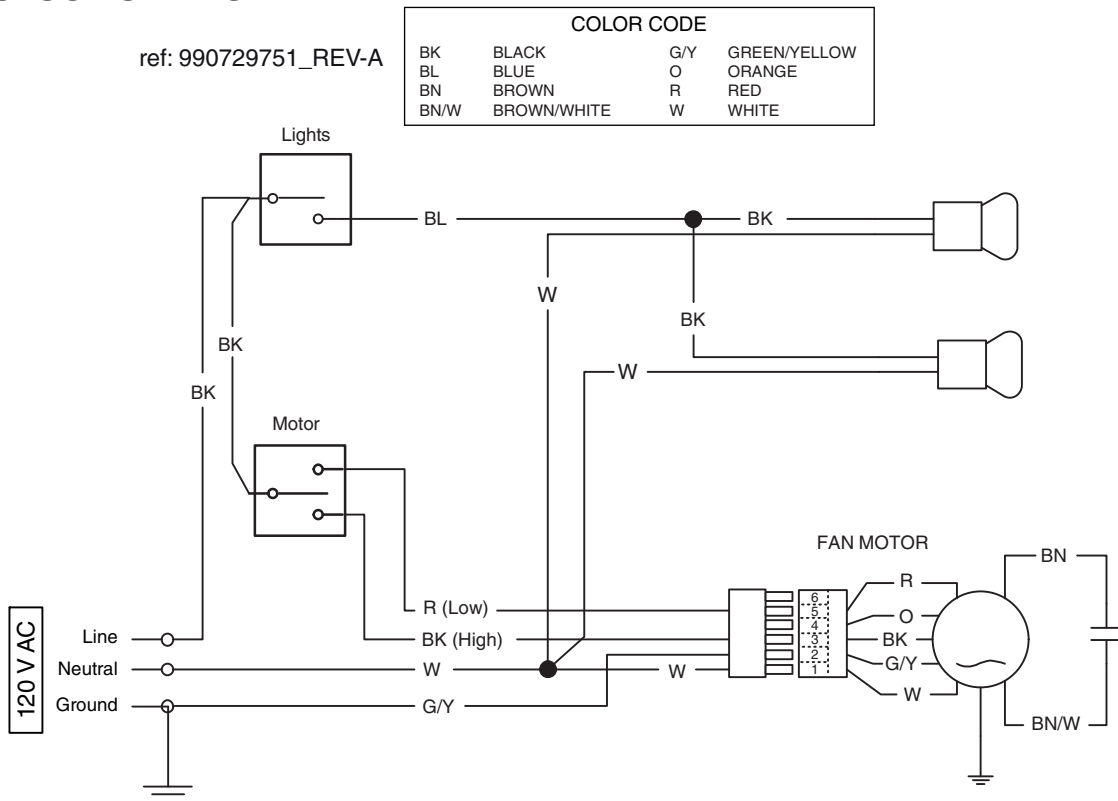 ref: 990729751_REV-A
COLOR CODE
BK BLACK G/Y GREEN/YELLOW
BL BLUE O ORANGE
BN BROWN R RED
BN/W BROWN/WHITE W WHITE
Lights
BL
BK
W
BK
BK
W
BK
Motor
FAN MOTOR
BN
R
R (Low)
6
5
O
4
Line
BK (High)
3
BK
120 V AC
Neutral
W
W
2
G/Y
1
W
Ground
G/Y
BN/W